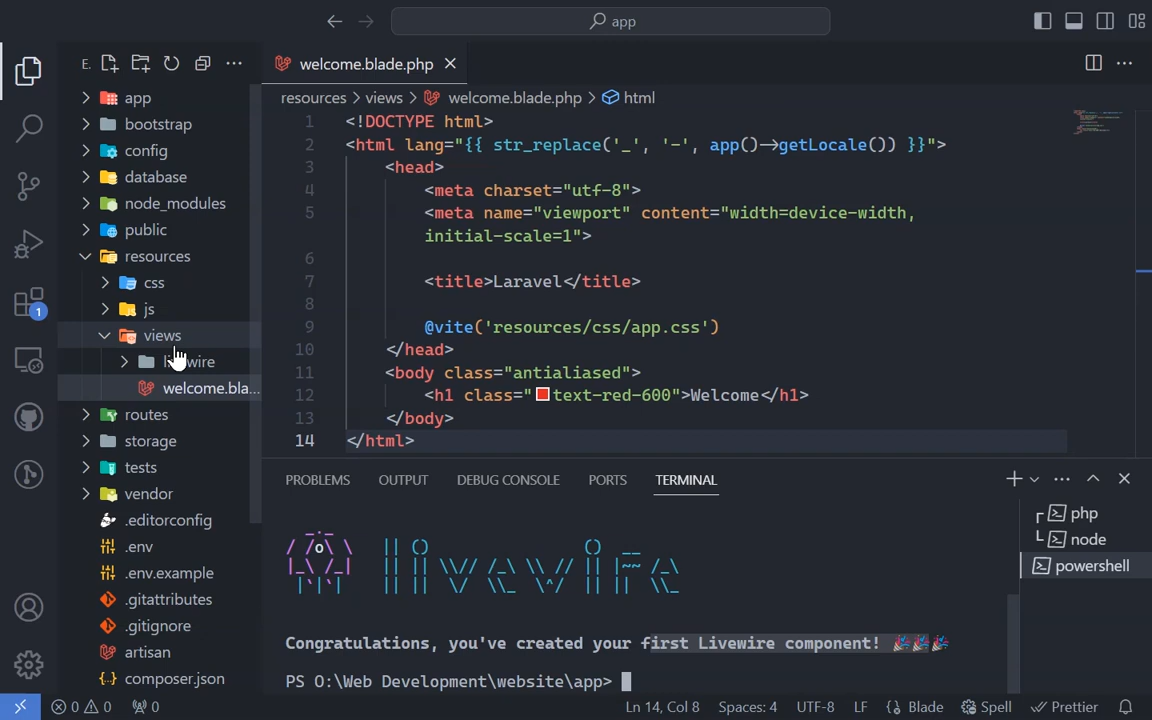 app
E.
welcome.blade.php
resources > views > welcome.blade.php > html
app
bootstrap
config
database
node_modules
public
resources
css
js
views
welcome.bla...
routes
storage
tests
vendor
.editorconfig
.env
.env.example
.gitattributes
.gitignore
artisan
composer.json
1
1 <!DOCTYPE html>
2 <html lang="{{ str_replace('_', '-', app()->getLocale()) }}">
3 <head>
4 <meta charset="utf-8">
5 <meta name="viewport" content="width=device-width,
initial-scale=1">
6
7 <title>Laravel</title>
8
9 @vite('resources/css/app.css')
10 </head>
11 <body class="antialiased">
12 <h1 class="text-red-600">Welcome</h1>
13 </body>
14 </html>
PROBLEMS OUTPUT DEBUG CONSOLE PORTS TERMINAL
php
node
powershell
Congratulations, you've created your first Livewire component! 🎉🎉🎉
PS O:\Web Development\website\app>
0 0 0 Ln 14, Col 8 Spaces: 4 UTF-8 LF Blade Spell Prettier